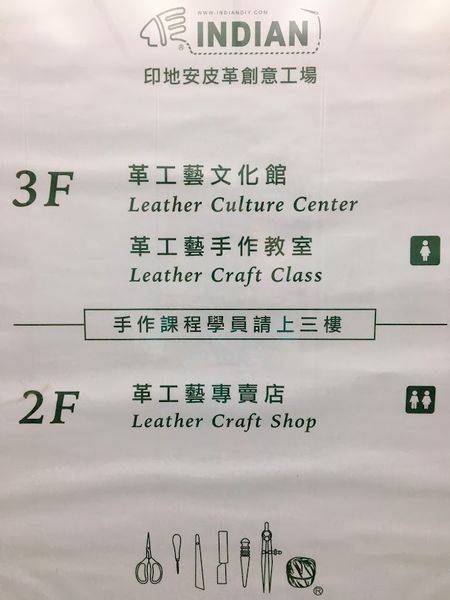 WWW.INDIANDIY.COM
INDIAN
®
印地安皮革創意工場
3F
革工藝文化館
Leather Culture Center
革工藝手作教室
Leather Craft Class
手作課程學員請上三樓
2F
革工藝專賣店
Leather Craft Shop
®